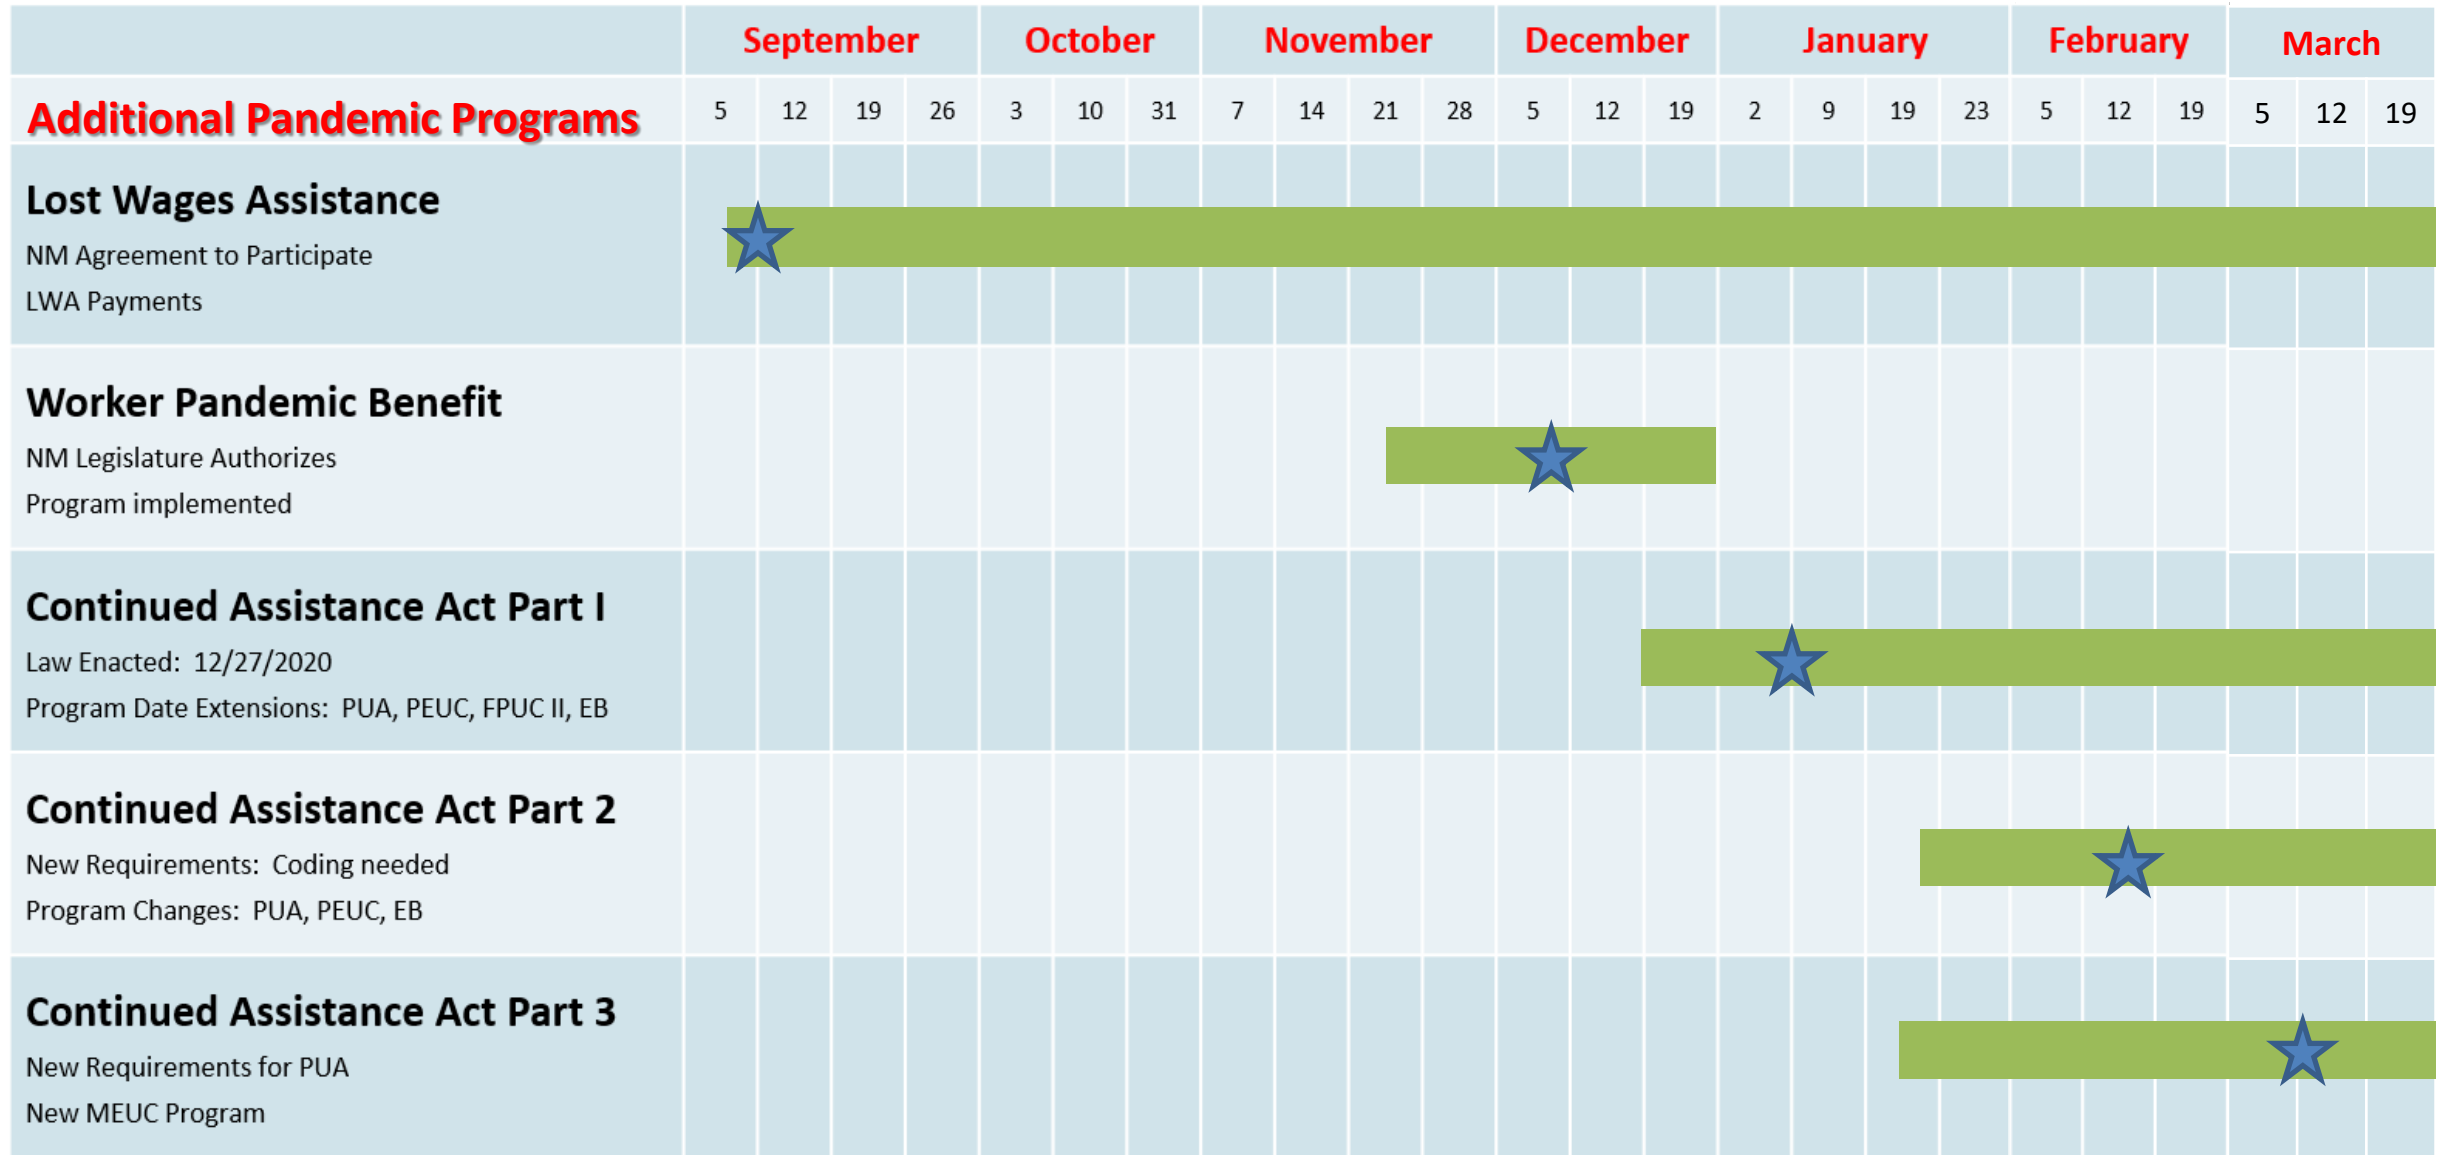 September October November December January February March
Additional Pandemic Programs 5 12 19 26 3 10 31 7 14 21 28 5 12 19 2 9 19 23 5 12 19 5 12 19
Lost Wages Assistance
NM Agreement to Participate
LWA Payments
Worker Pandemic Benefit
NM Legislature Authorizes
Program implemented
Continued Assistance Act Part I
Law Enacted: 12/27/2020
Program Date Extensions: PUA, PEUC, FPUC II, EB
Continued Assistance Act Part 2
New Requirements: Coding needed
Program Changes: PUA, PEUC, EB
Continued Assistance Act Part 3
New Requirements for PUA
New MEUC Program